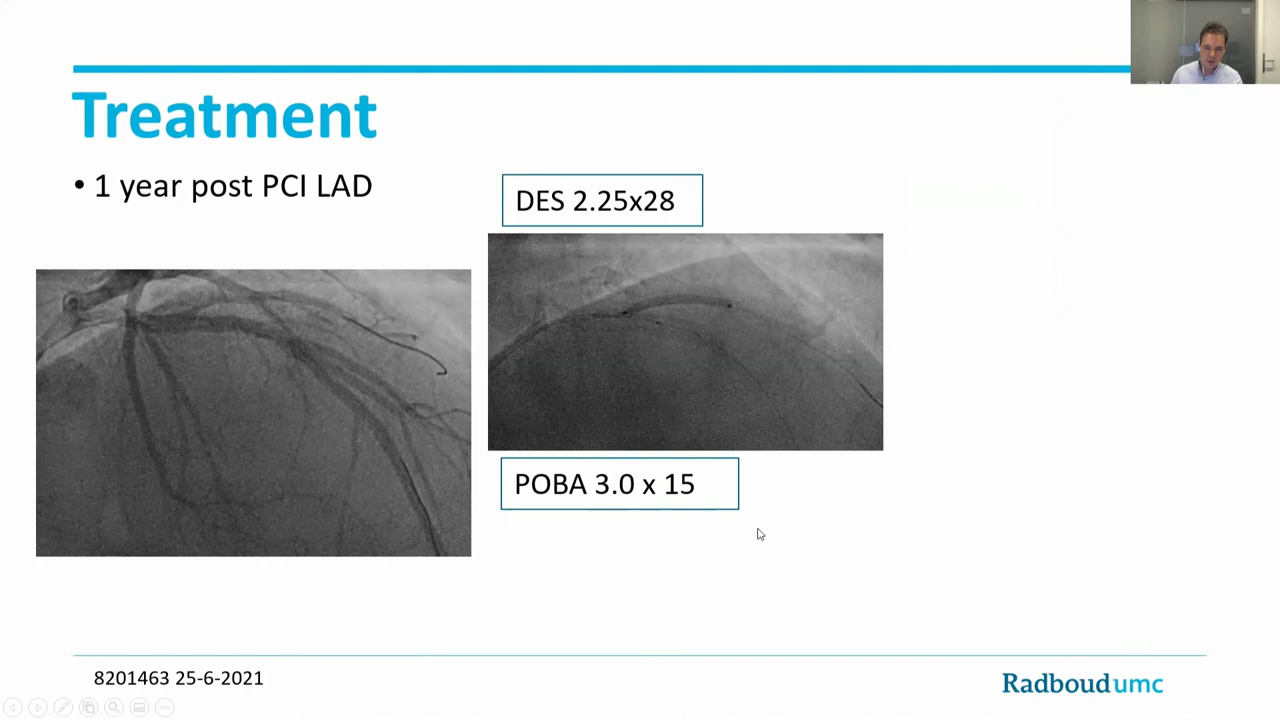 Treatment
• 1 year post PCI LAD
DES 2.25x28
POBA 3.0 x 15
8201463 25-6-2021
Radboudumc